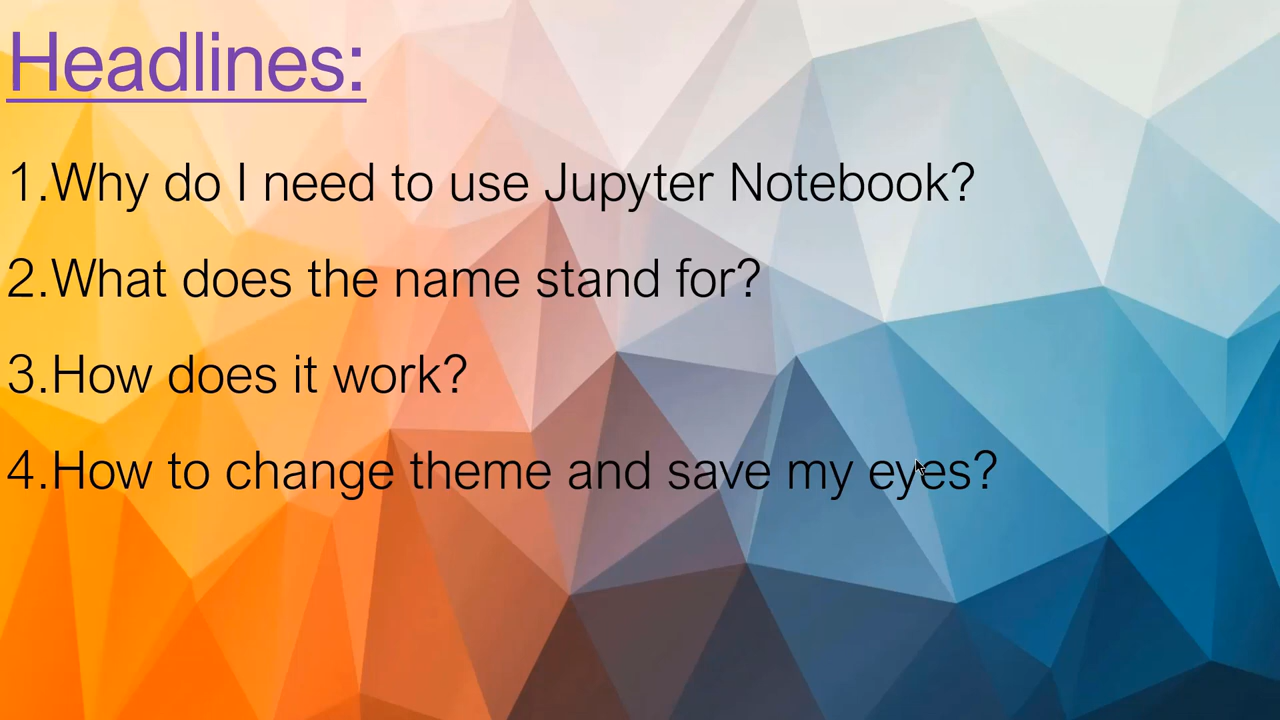 Headlines:
1.Why do I need to use Jupyter Notebook?
2.What does the name stand for?
3.How does it work?
4.How to change theme and save my eyes?